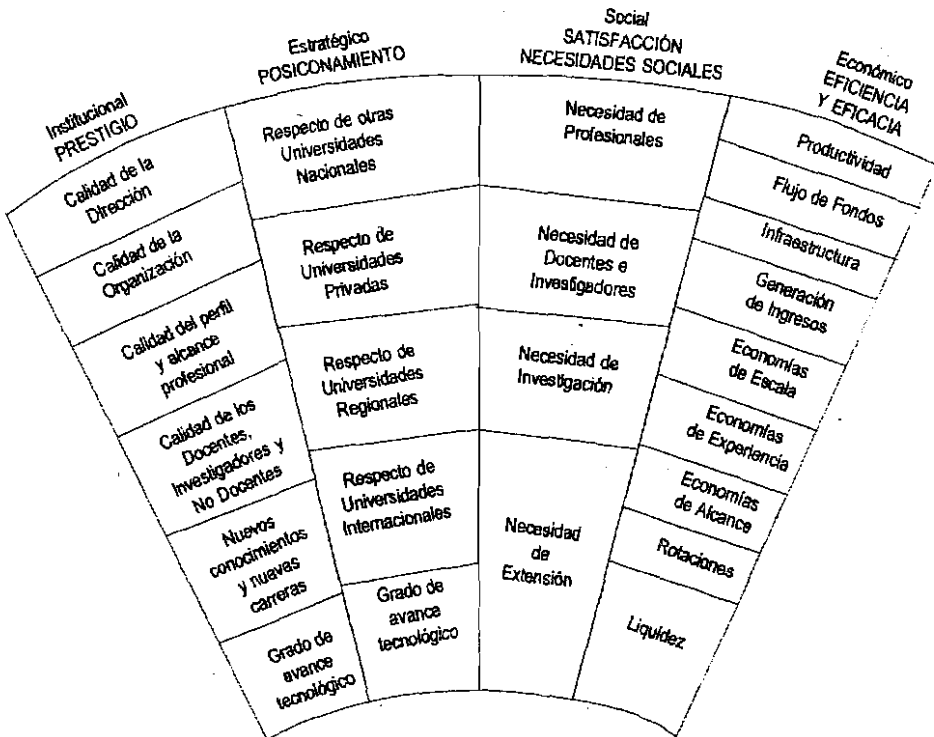 Institucional
PRESTIGIO
Calidad de la
Dirección
Calidad de la
Organización
Calidad del perfil
y alcance
profesional
Calidad de los
Docentes,
Investigadores y
No Docentes
Nuevos
conocimientos
y nuevas
carreras
Grado de
avance
tecnológico
Estratégico
POSICONAMIENTO
Respecto de otras
Universidades
Nacionales
Respecto de
Universidades
Privadas
Respecto de
Universidades
Regionales
Respecto de
Universidades
Internacionales
Grado de
avance
tecnológico
Social
SATISFACCIÓN
NECESIDADES SOCIALES
Necesidad de
Profesionales
Necesidad de
Docentes e
Investigadores
Necesidad de
Investigación
Necesidad
de
Extensión
Económico
EFICIENCIA
Y EFICACIA
Productividad
Flujo de Fondos
Infraestructura
Generación
de Ingresos
Economías
de Escala
Economías
de Experiencia
Economías
de Alcance
Rotaciones
Liquidez